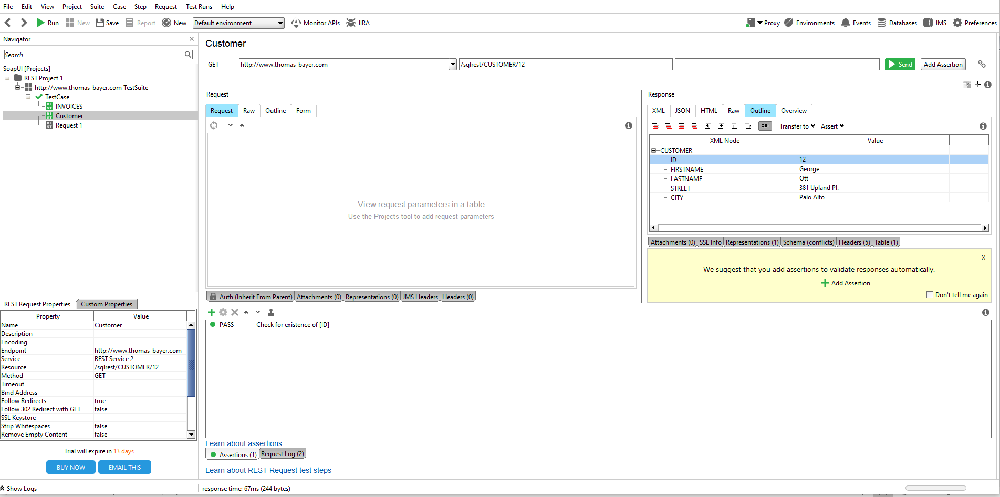 File Edit View Project Suite Case Step Request Test Runs Help
Run New Save Report New Default environment Monitor APIs JIRA Proxy Environments Events Databases JMS Preferences
Navigator
Search
SoapUI [Projects]
REST Project 1
http://www.thomas-bayer.com TestSuite
TestCase
INVOICES
Customer
Request 1
REST Request Properties Custom Properties
Property Value
Name Customer
Description
Encoding
Endpoint http://www.thomas-bayer.com
Service REST Service 2
Resource /sqlrest/CUSTOMER/12
Method GET
Timeout
Bind Address
Follow Redirects true
Follow 302 Redirect with GET false
SSL Keystore
Strip Whitespaces false
Remove Empty Content false
Trial will expire in 13 days
BUY NOW EMAIL THIS
Customer
GET http://www.thomas-bayer.com /sqlrest/CUSTOMER/12 Send Add Assertion
Request
Request Raw Outline Form
View request parameters in a table
Use the Projects tool to add request parameters
Auth (Inherit From Parent) Attachments (0) Representations (0) JMS Headers Headers (0)
Response
XML JSON HTML Raw Outline Overview
XS: Transfer to Assert
XML Node Value
CUSTOMER
ID 12
FIRSTNAME George
LASTNAME Ott
STREET 381 Upland Pl.
CITY Palo Alto
Attachments (0) SSL Info Representations (1) Schema (conflicts) Headers (5) Table (1)
X
We suggest that you add assertions to validate responses automatically.
Add Assertion
Don't tell me again
PASS Check for existence of [ID]
Learn about assertions
Assertions (1) Request Log (2)
Learn about REST Request test steps
Show Logs response time: 67ms (244 bytes)